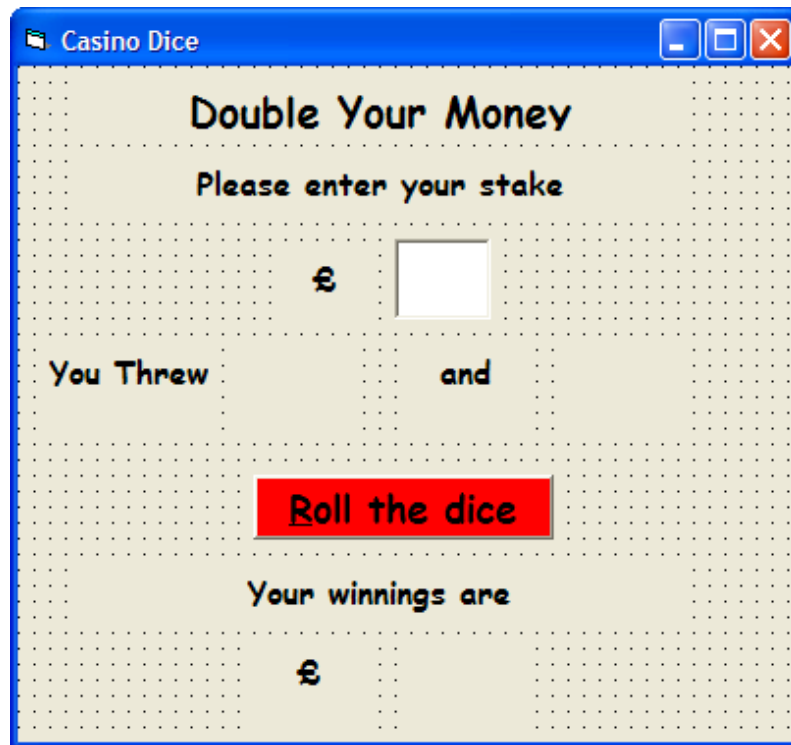 Casino Dice
Double Your Money
Please enter your stake
£
You Threw and
Roll the dice
Your winnings are
£